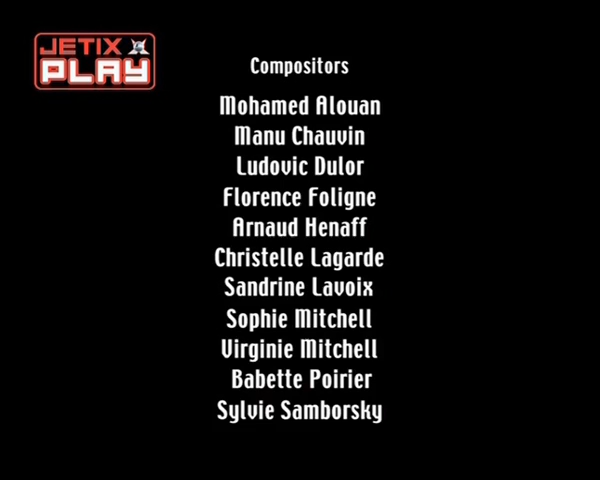 JETIX
PLAY
Compositors
Mohamed Alouan
Manu Chauvin
Ludovic Dulor
Florence Foligne
Arnaud Henaff
Christelle Lagarde
Sandrine Lavoix
Sophie Mitchell
Virginie Mitchell
Babette Poirier
Sylvie Samborsky